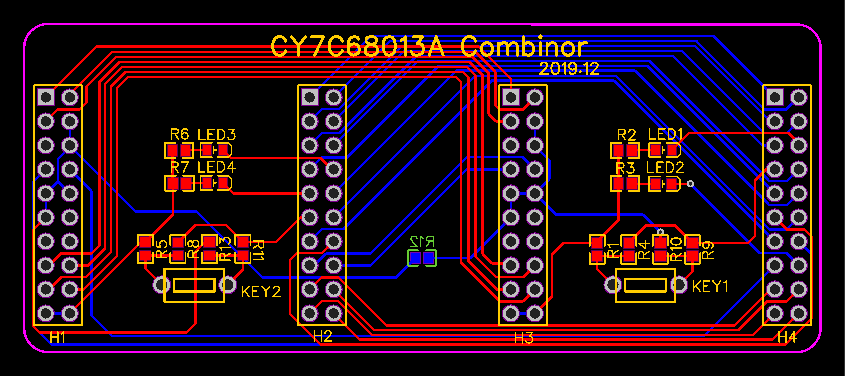 CY7C68013A Combinor
2019.12
R6 LED3
R2 LED1
R7 LED4
R3 LED2
R5
R8
R13
R11
R12
R1
R4
R10
R9
KEY2
KEY1
H1
H2
H3
H4